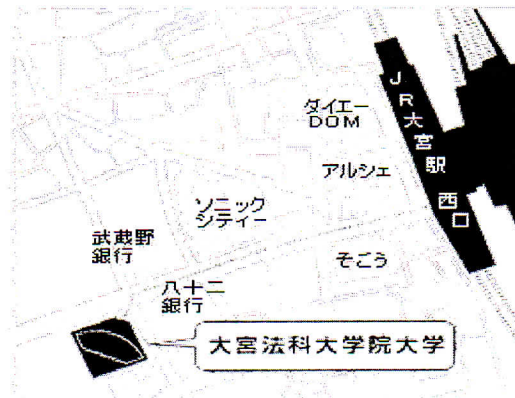 JR大宮駅 西口
ダイエー
DOM
アルシェ
ソニック
シティー
武蔵野
銀行
そごう
八十二
銀行
大宮法科大学院大学